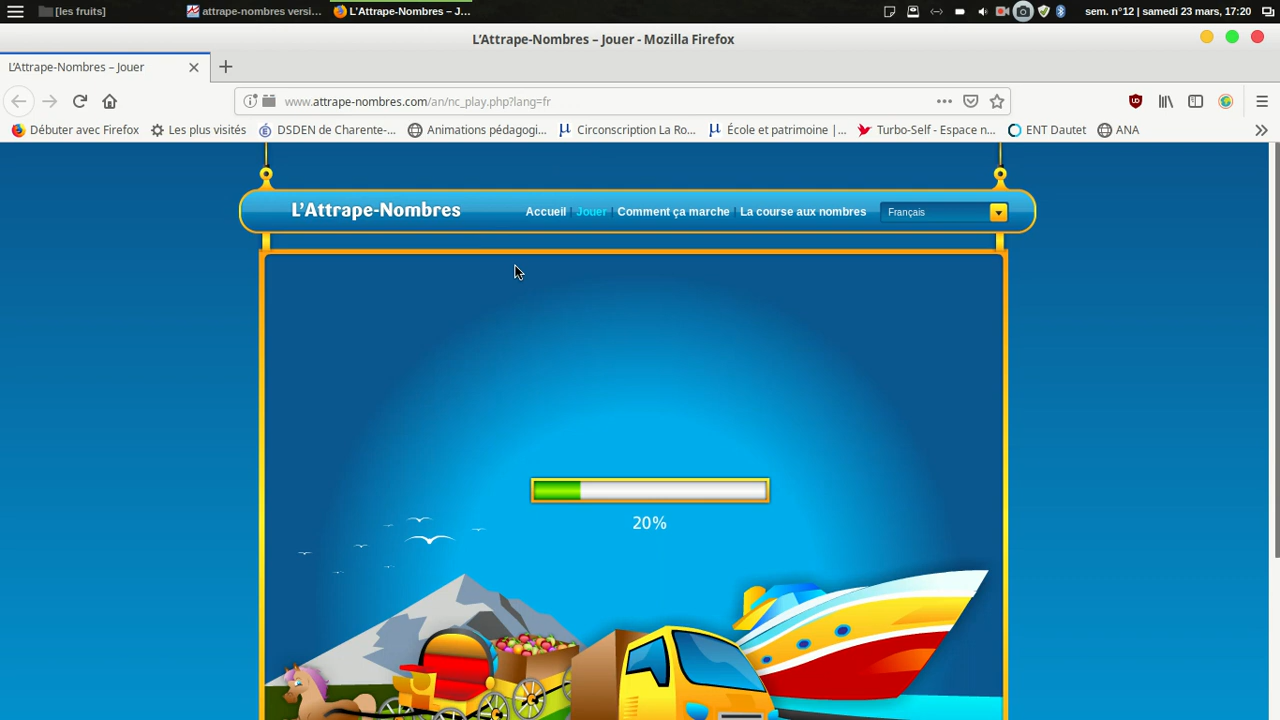 [les fruits]
attrape-nombres versi...
L'Attrape-Nombres – J...
sem. n°12 | samedi 23 mars, 17:20
L'Attrape-Nombres – Jouer - Mozilla Firefox
L'Attrape-Nombres – Jouer
www.attrape-nombres.com/an/nc_play.php?lang=fr
Débuter avec Firefox
Les plus visités
DSDEN de Charente-...
Animations pédagogi...
Circonscription La Ro...
École et patrimoine |...
Turbo-Self - Espace n...
ENT Dautet
ANA
L'Attrape-Nombres
Accueil | Jouer | Comment ça marche | La course aux nombres
Français
20%